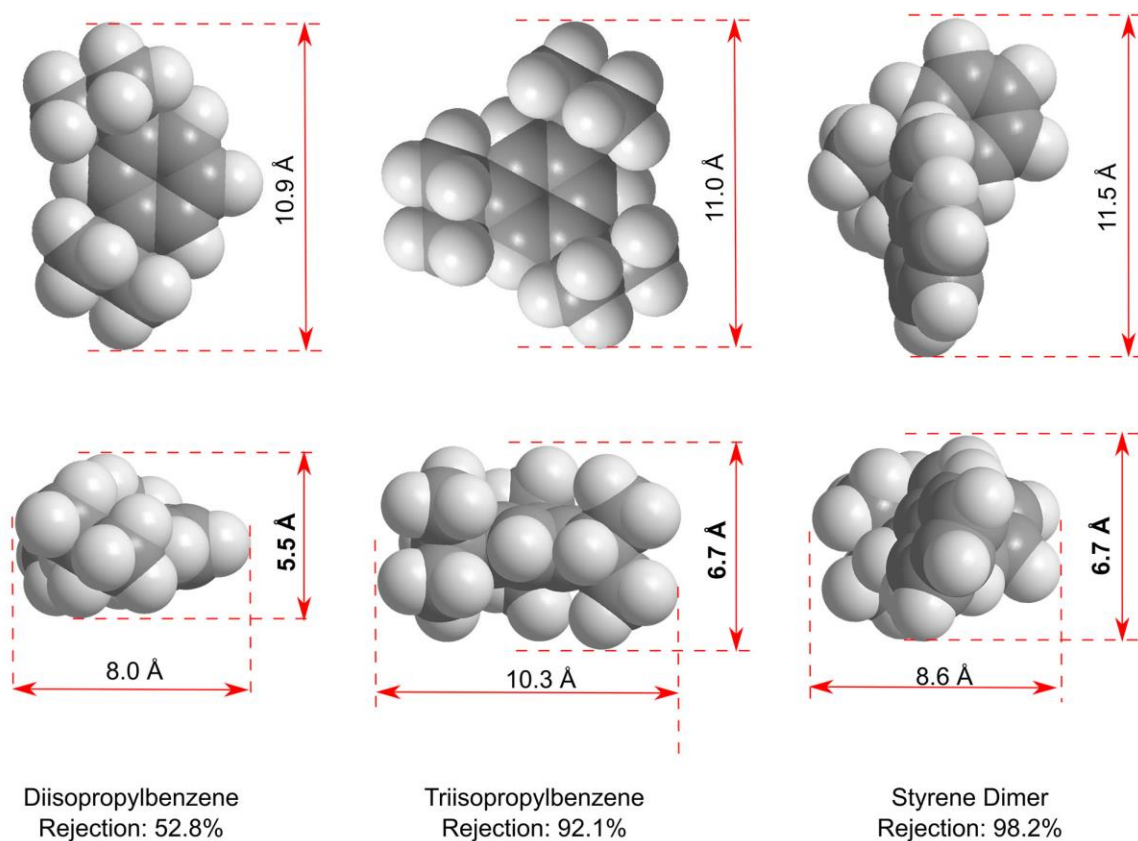 10.9 Å
11.0 Å
11.5 Å
5.5 Å
6.7 Å
6.7 Å
8.0 Å
10.3 Å
8.6 Å
Diisopropylbenzene
Rejection: 52.8%
Triisopropylbenzene
Rejection: 92.1%
Styrene Dimer
Rejection: 98.2%